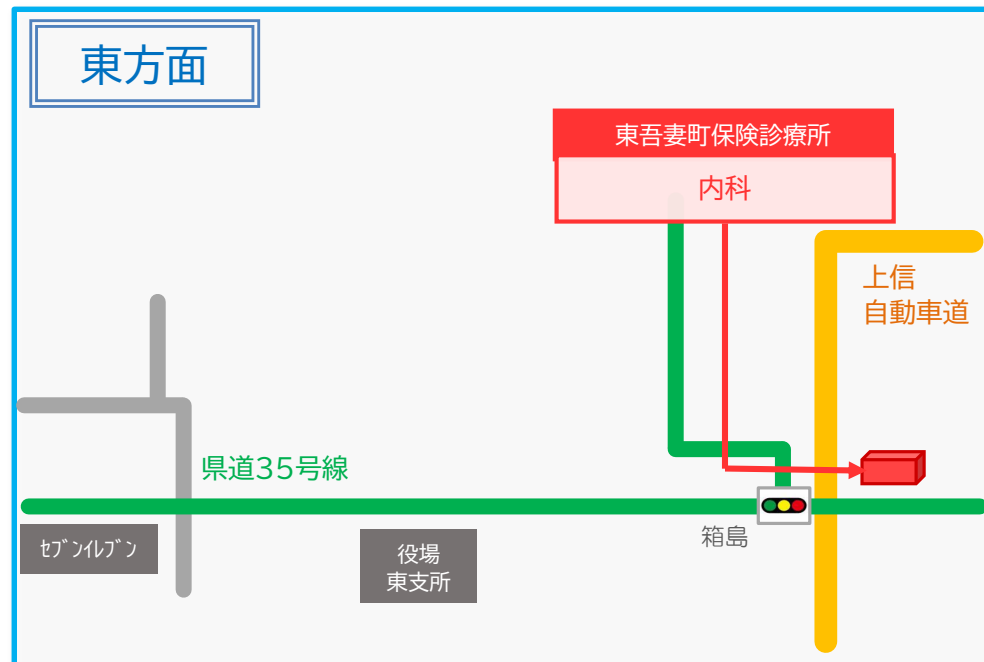 東方面
東吾妻町保険診療所
内科
上信
自動車道
県道35号線
ｾﾌﾞﾝｲﾚﾌﾞﾝ
役場
東支所
箱島